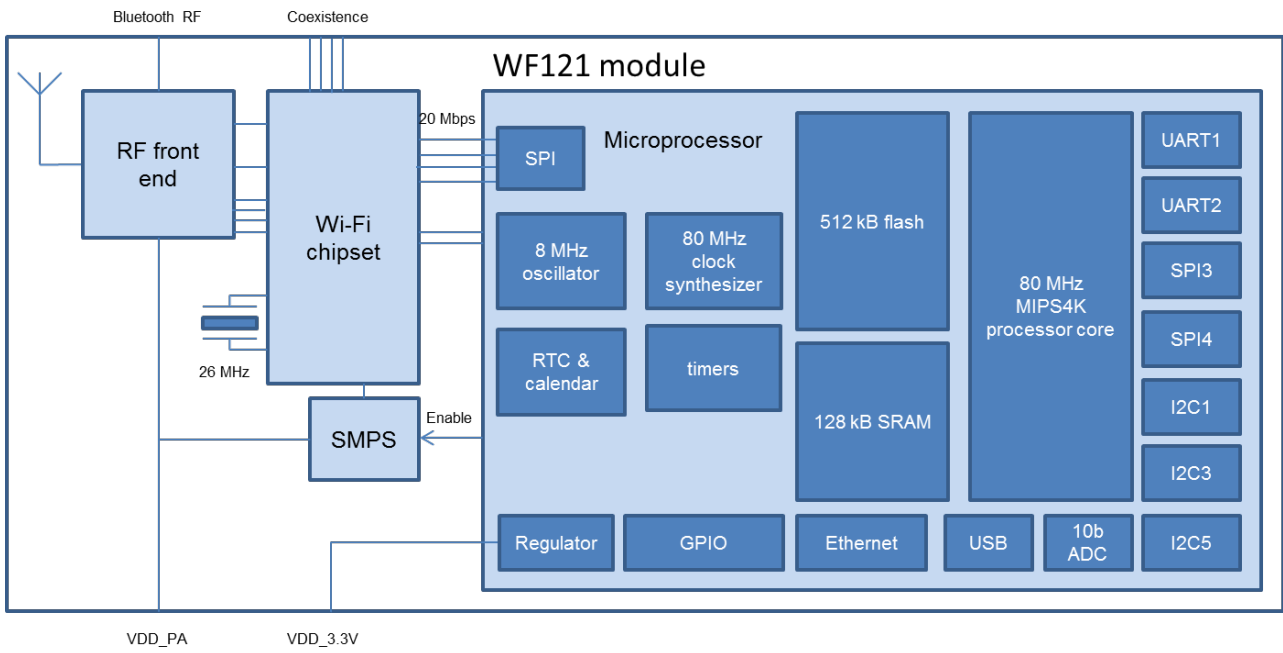 Bluetooth RF
Coexistence
WF121 module
RF front
end
Wi-Fi
chipset
26 MHz
20 Mbps
SPI
Microprocessor
8 MHz
oscillator
80 MHz
clock
synthesizer
RTC &
calendar
timers
512 kB flash
128 kB SRAM
80 MHz
MIPS4K
processor core
UART1
UART2
SPI3
SPI4
I2C1
I2C3
I2C5
SMPS
Enable
Regulator
GPIO
Ethernet
USB
10b
ADC
VDD_PA
VDD_3.3V